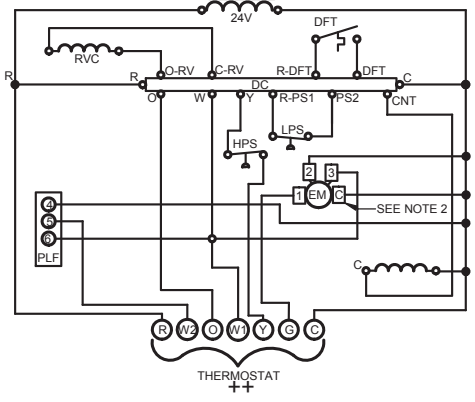 24V
DFT
RVC
O-RV
C-RV
R-DFT
DFT
R
R
C
DC
O
W
Y
R-PS1
PS2
CNT
HPS
LPS
2
3
1
EM
C
SEE NOTE 2
4
5
6
PLF
C
R
W2
O
W1
Y
G
C
THERMOSTAT
++